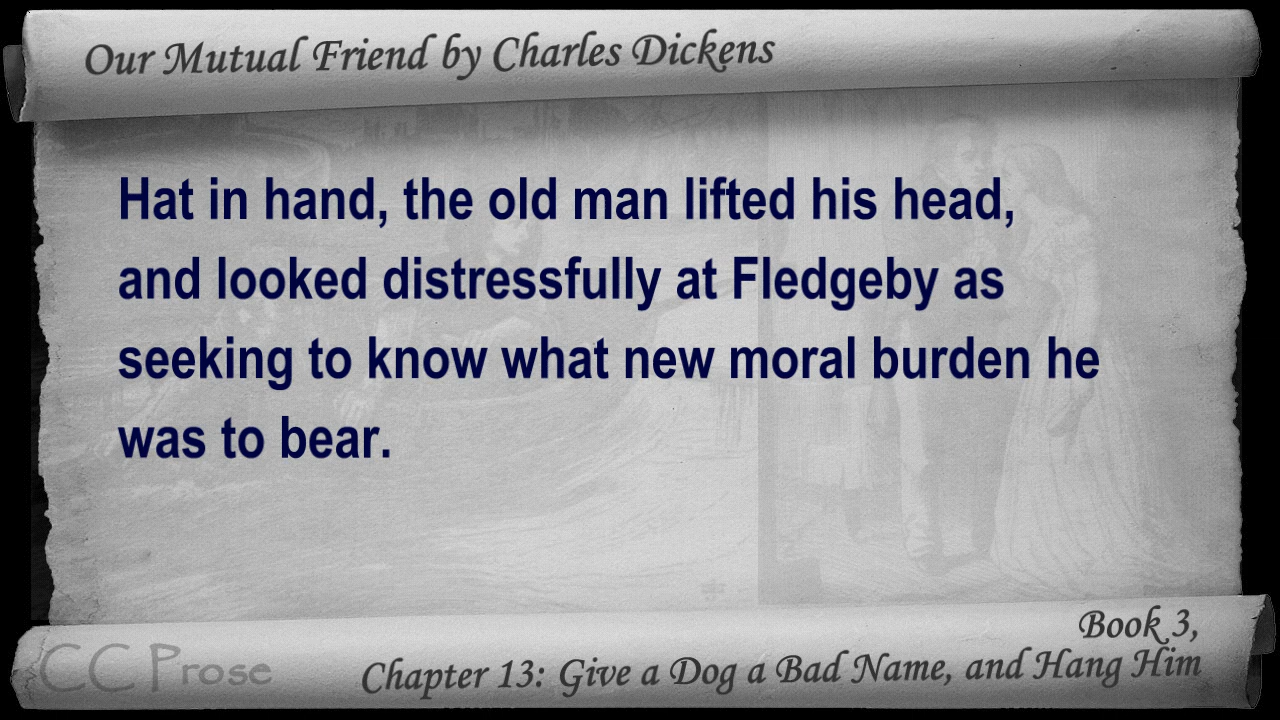 Our Mutual Friend by Charles Dickens
Hat in hand, the old man lifted his head,
and looked distressfully at Fledgeby as
seeking to know what new moral burden he
was to bear.
Book 3,
Chapter 13: Give a Dog a Bad Name, and Hang Him
CC Prose